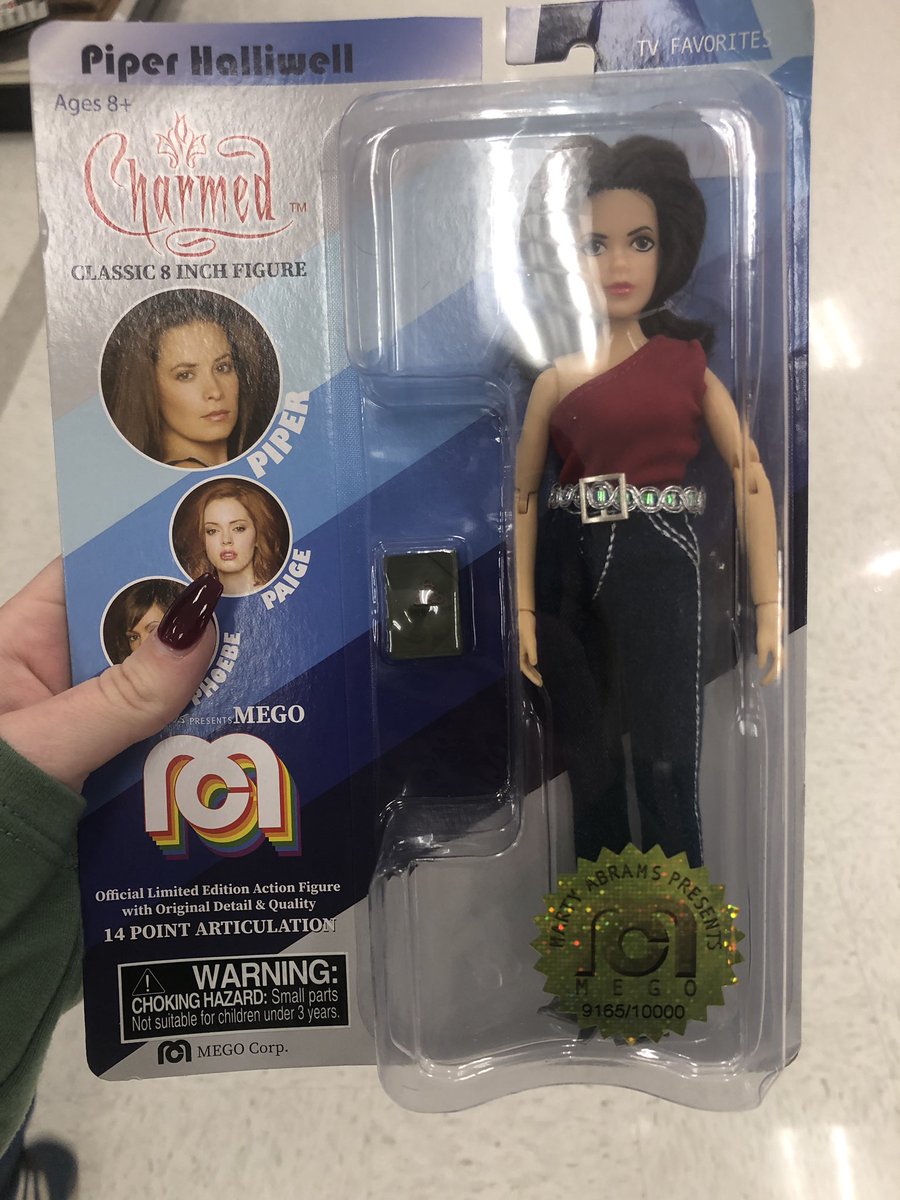 Piper Halliwell
TV FAVORITES
Ages 8+
Charmed™
CLASSIC 8 INCH FIGURE
PIPER
PAIGE
PHOEBE
PRESENTS MEGO
Official Limited Edition Action Figure
with Original Detail & Quality
14 POINT ARTICULATION
WARNING:
CHOKING HAZARD: Small parts
Not suitable for children under 3 years.
MEGO Corp.
MARTY ABRAMS PRESENTS
MEGO
9165/10000